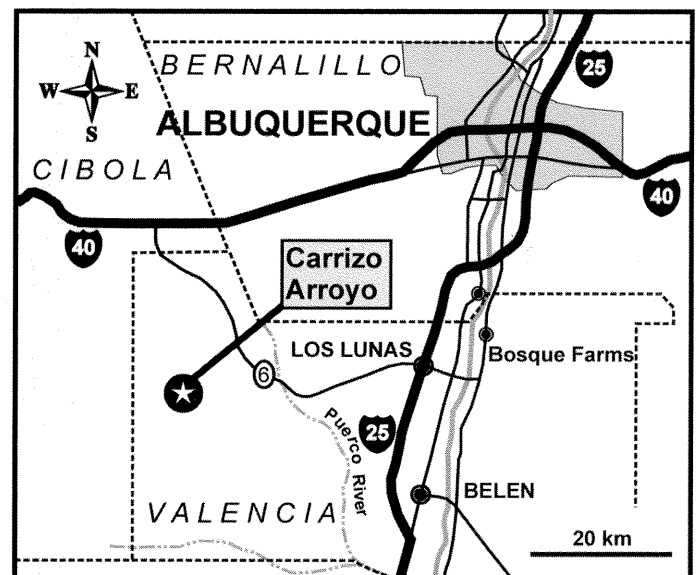 N
W E
S
BERNALILLO
25
ALBUQUERQUE
CIBOLA
40
40
Carrizo
Arroyo
LOS LUNAS
Bosque Farms
6
25
Puerco River
BELEN
VALENCIA
20 km